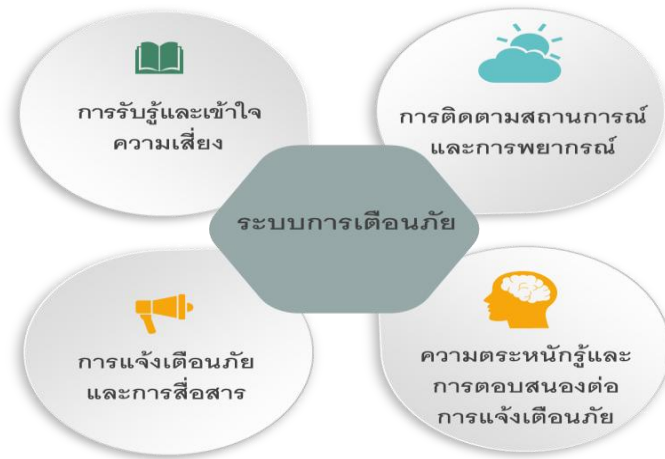 การรับรู้และเข้าใจ
ความเสี่ยง
การติดตามสถานการณ์
และการพยากรณ์
ระบบการเตือนภัย
การแจ้งเตือนภัย
และการสื่อสาร
ความตระหนักรู้และ
การตอบสนองต่อ
การแจ้งเตือนภัย